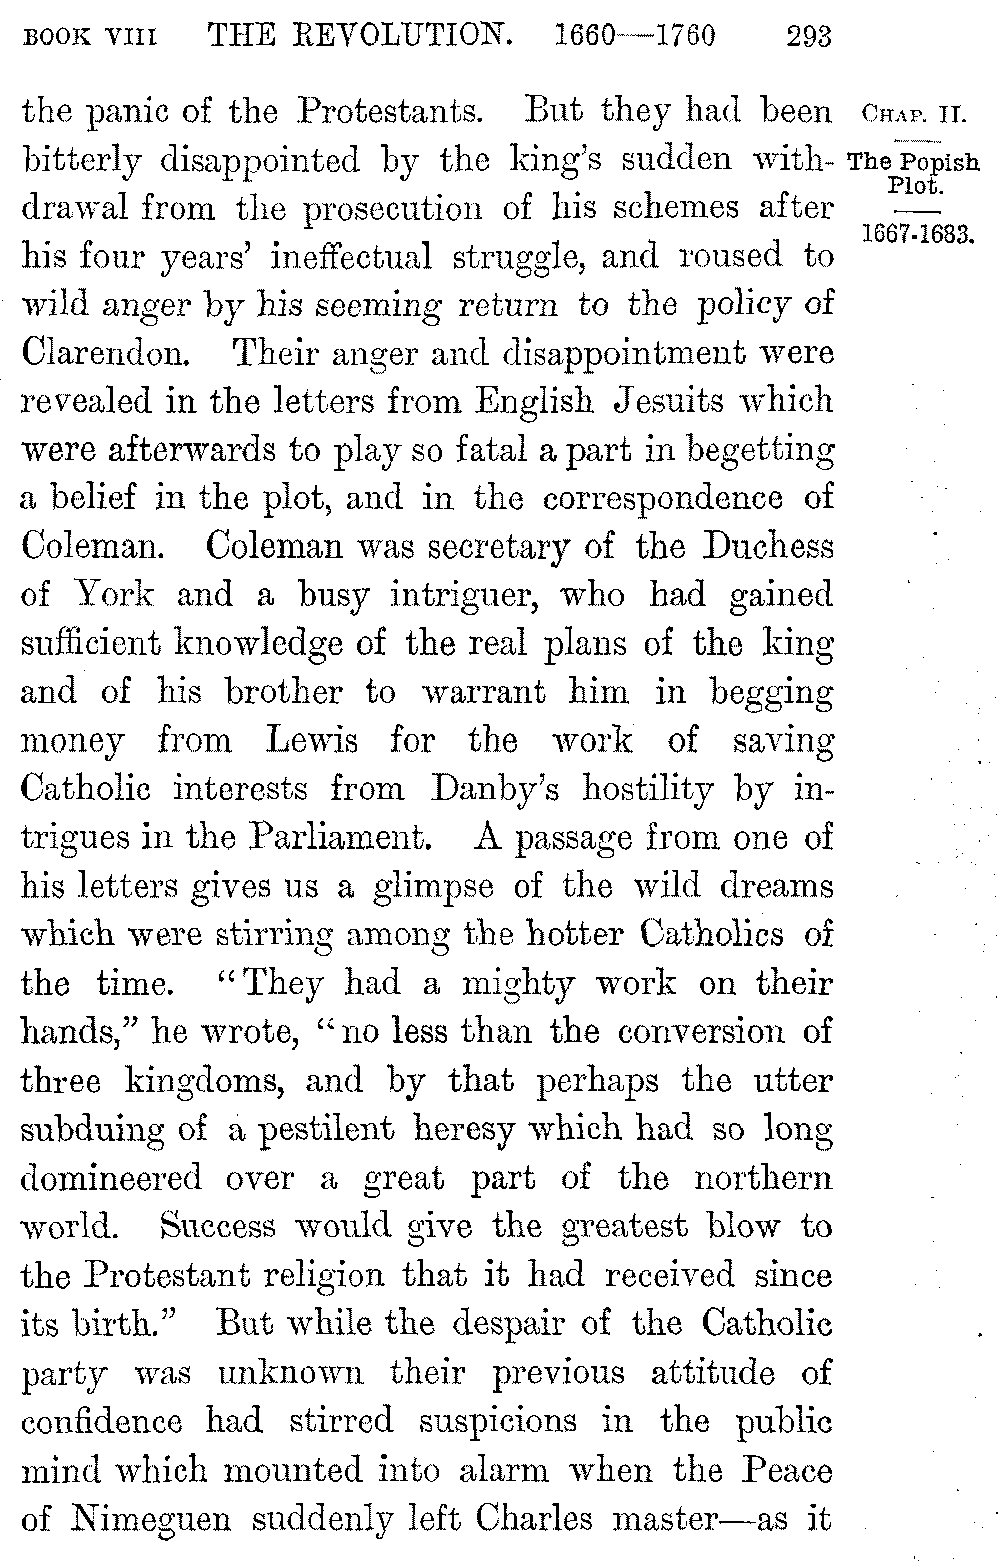 BOOK VIII THE REVOLUTION. 1660—1760 293
the panic of the Protestants. But they had been
bitterly disappointed by the king's sudden with-
drawal from the prosecution of his schemes after
his four years' ineffectual struggle, and roused to
wild anger by his seeming return to the policy of
Clarendon. Their anger and disappointment were
revealed in the letters from English Jesuits which
were afterwards to play so fatal a part in begetting
a belief in the plot, and in the correspondence of
Coleman. Coleman was secretary of the Duchess
of York and a busy intriguer, who had gained
sufficient knowledge of the real plans of the king
and of his brother to warrant him in begging
money from Lewis for the work of saving
Catholic interests from Danby's hostility by in-
trigues in the Parliament. A passage from one of
his letters gives us a glimpse of the wild dreams
which were stirring among the hotter Catholics of
the time. "They had a mighty work on their
hands," he wrote, "no less than the conversion of
three kingdoms, and by that perhaps the utter
subduing of a pestilent heresy which had so long
domineered over a great part of the northern
world. Success would give the greatest blow to
the Protestant religion that it had received since
its birth." But while the despair of the Catholic
party was unknown their previous attitude of
confidence had stirred suspicions in the public
mind which mounted into alarm when the Peace
of Nimeguen suddenly left Charles master—as it
CHAP. II.
The Popish
Plot.
1667-1683.